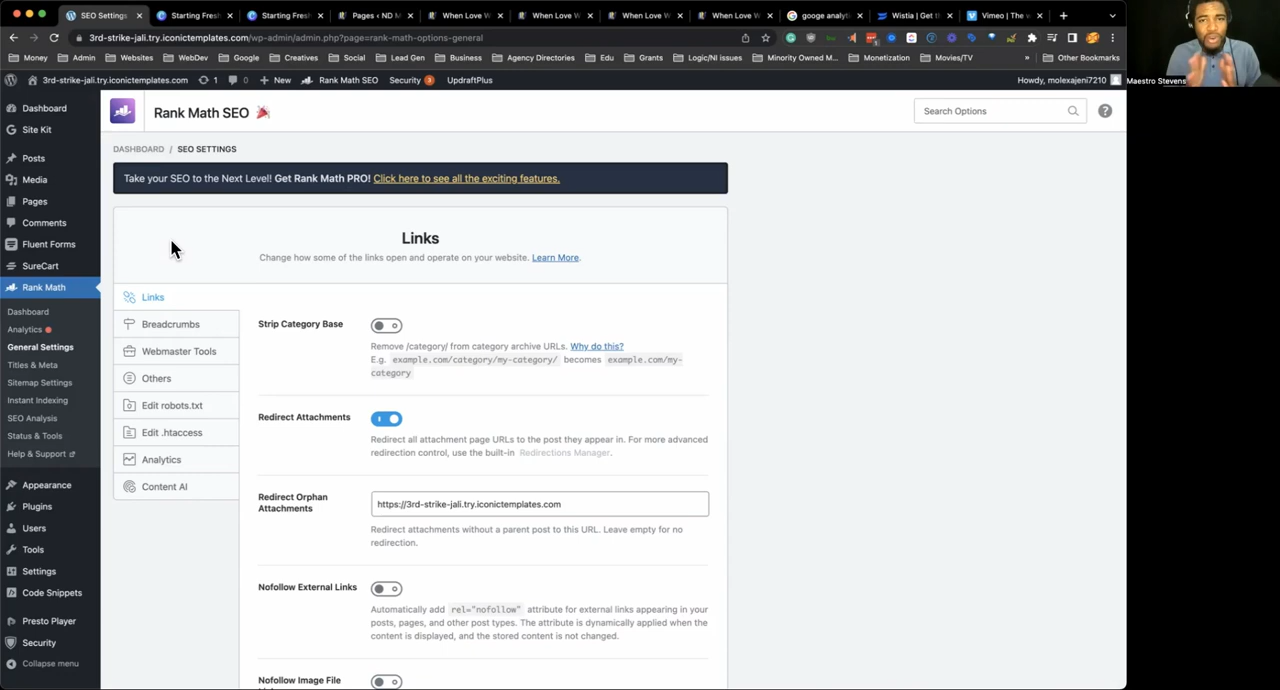 SEO Settings
Starting Fresh
Starting Fresh
Pages ‹ ND M
When Love W
When Love W
When Love W
When Love W
googe analyti
Wistia | Get t
Vimeo | The v
3rd-strike-jali.try.iconictemplates.com/wp-admin/admin.php?page=rank-math-options-general
Money
Admin
Websites
WebDev
Google
Creatives
Social
Lead Gen
Business
Agency Directories
Edu
Grants
Logic/NI issues
Minority Owned M...
Monetization
Movies/TV
»
Other Bookmarks
3rd-strike-jali.try.iconictemplates.com
1
0
New
Rank Math SEO
Security
UpdraftPlus
Howdy, molexajeni7210
Maestro Stevens
Dashboard
Site Kit
Posts
Media
Pages
Comments
Fluent Forms
SureCart
Rank Math
Dashboard
Analytics
General Settings
Titles & Meta
Sitemap Settings
Instant Indexing
SEO Analysis
Status & Tools
Help & Support
Appearance
Plugins
Users
Tools
Settings
Code Snippets
Presto Player
Security
Collapse menu
Rank Math SEO
Search Options
?
DASHBOARD / SEO SETTINGS
Take your SEO to the Next Level! Get Rank Math PRO! Click here to see all the exciting features.
Links
Change how some of the links open and operate on your website. Learn More.
Links
Breadcrumbs
Webmaster Tools
Others
Edit robots.txt
Edit .htaccess
Analytics
Content AI
Strip Category Base
Remove /category/ from category archive URLs. Why do this?
E.g. example.com/category/my-category/ becomes example.com/my-
category
Redirect Attachments
Redirect all attachment page URLs to the post they appear in. For more advanced
redirection control, use the built-in Redirections Manager.
Redirect Orphan
Attachments
https://3rd-strike-jali.try.iconictemplates.com
Redirect attachments without a parent post to this URL. Leave empty for no
redirection.
Nofollow External Links
Automatically add rel="nofollow" attribute for external links appearing in your
posts, pages, and other post types. The attribute is dynamically applied when the
content is displayed, and the stored content is not changed.
Nofollow Image File